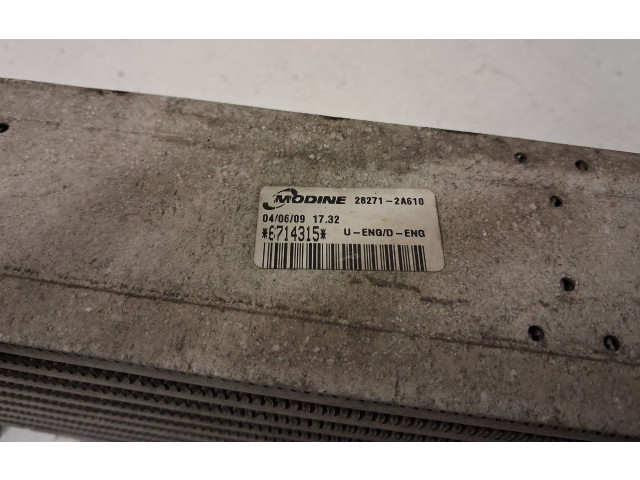 MODINE 28271-2A610
04/06/09 17.32
*6714315* U-ENG/D-ENG